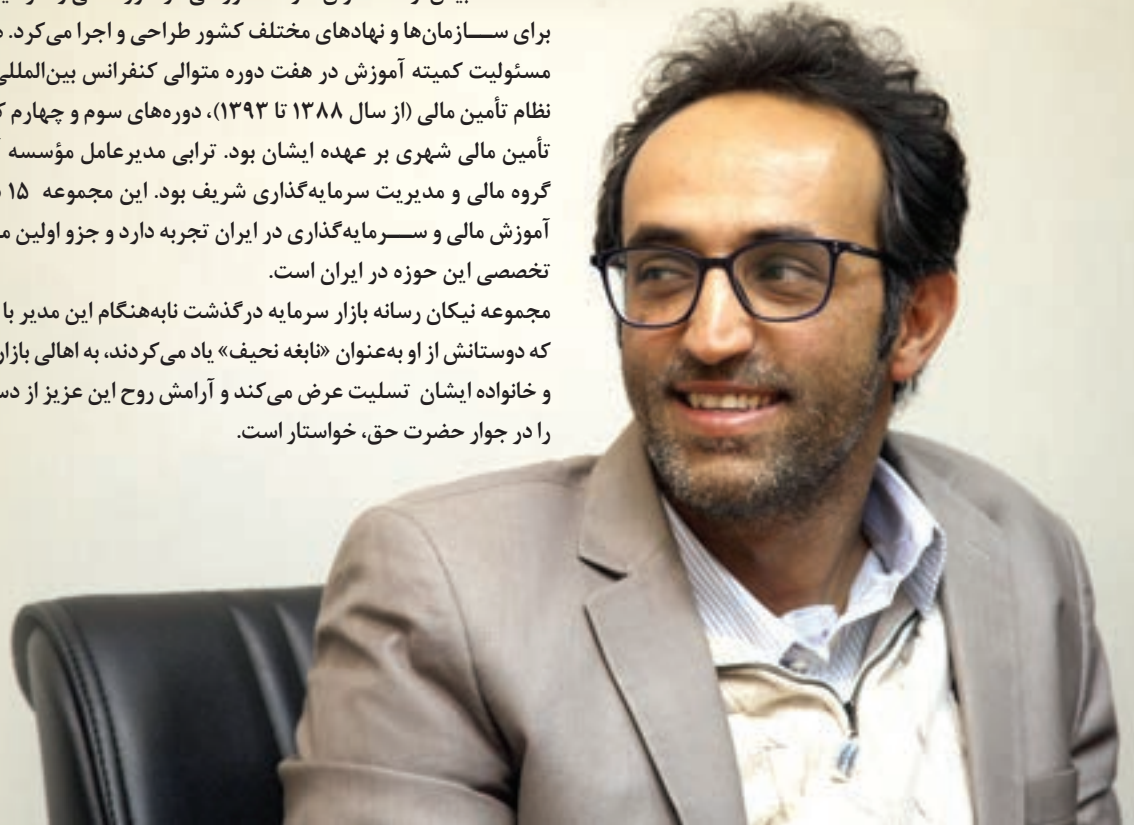 برای ســازمان‌ها و نهادهای مختلف کشور طراحی و اجرا می‌کرد.
مسئولیت کمیته آموزش در هفت دوره متوالی کنفرانس بین‌المللی
نظام تأمین مالی (از سال ۱۳۸۸ تا ۱۳۹۳)، دوره‌های سوم و چهارم
تأمین مالی شهری بر عهده ایشان بود. ترابی مدیرعامل مؤسسه
گروه مالی و مدیریت سرمایه‌گذاری شریف بود. این مجموعه ۱۵
آموزش مالی و ســرمایه‌گذاری در ایران تجربه دارد و جزو اولین
تخصصی این حوزه در ایران است.
مجموعه نیکان رسانه بازار سرمایه درگذشت نابه‌هنگام این مدیر با
که دوستانش از او به‌عنوان «نابغه نحیف» یاد می‌کردند، به اهالی بازار
و خانواده ایشان تسلیت عرض می‌کند و آرامش روح این عزیز از
را در جوار حضرت حق، خواستار است.